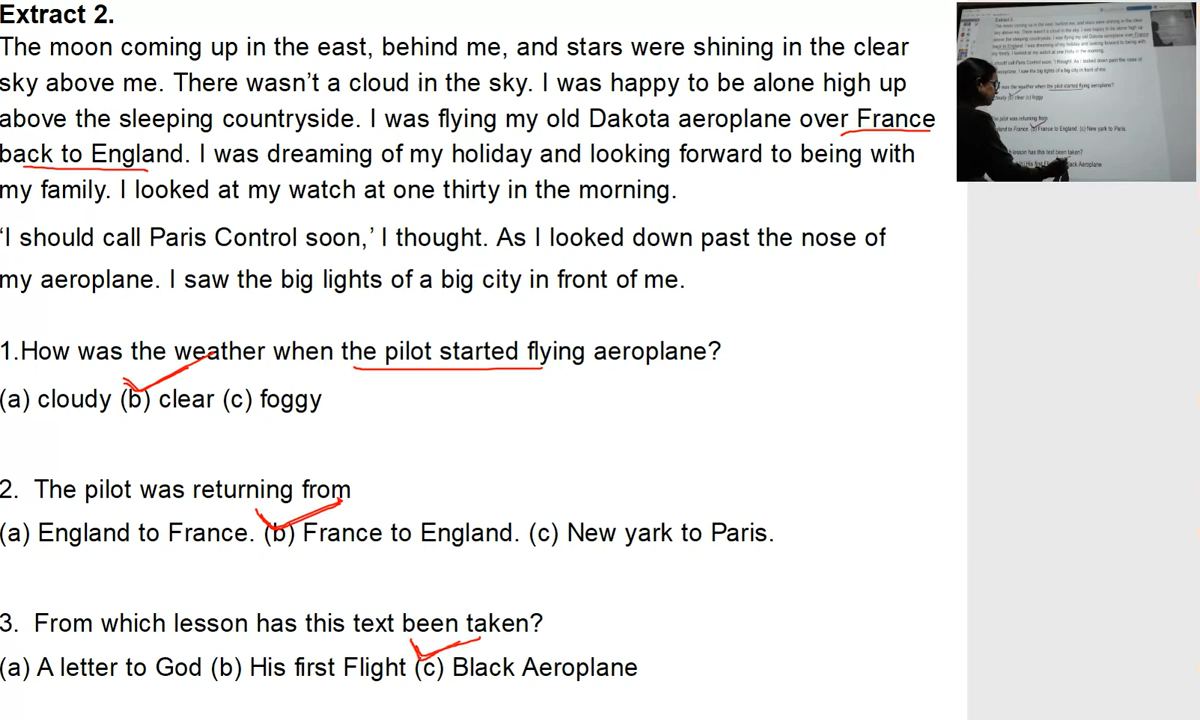 Extract 2.
The moon coming up in the east, behind me, and stars were shining in the clear
sky above me. There wasn’t a cloud in the sky. I was happy to be alone high up
above the sleeping countryside. I was flying my old Dakota aeroplane over France
back to England. I was dreaming of my holiday and looking forward to being with
my family. I looked at my watch at one thirty in the morning.
‘I should call Paris Control soon,’ I thought. As I looked down past the nose of
my aeroplane. I saw the big lights of a big city in front of me.
1.How was the weather when the pilot started flying aeroplane?
(a) cloudy (b) clear (c) foggy
2. The pilot was returning from
(a) England to France. (b) France to England. (c) New yark to Paris.
3. From which lesson has this text been taken?
(a) A letter to God (b) His first Flight (c) Black Aeroplane